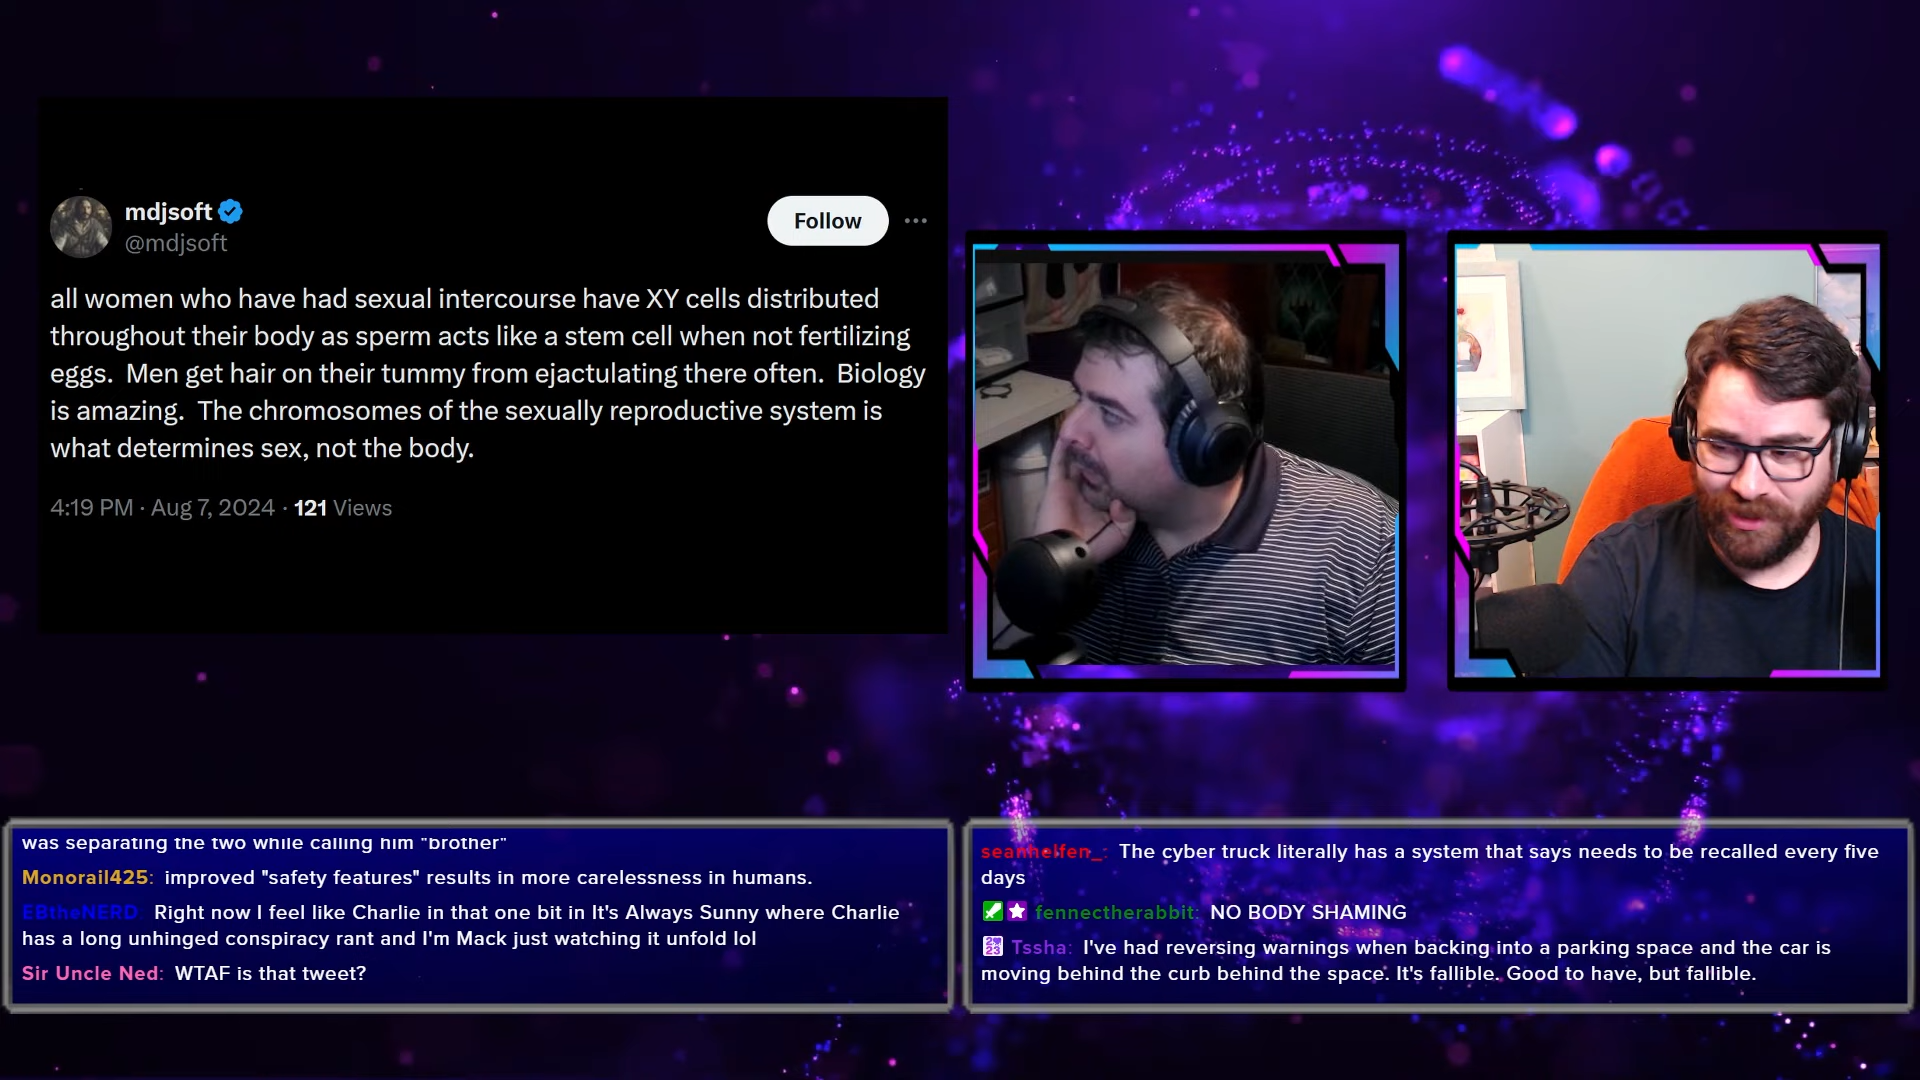 mdjsoft
@mdjsoft
Follow
all women who have had sexual intercourse have XY cells distributed
throughout their body as sperm acts like a stem cell when not fertilizing
eggs.  Men get hair on their tummy from ejactulating there often.  Biology
is amazing.  The chromosomes of the sexually reproductive system is
what determines sex, not the body.
4:19 PM · Aug 7, 2024 · 121 Views
was separating the two while calling him "brother"
Monorail425: improved "safety features" results in more carelessness in humans.
EBtheNERD: Right now I feel like Charlie in that one bit in It's Always Sunny where Charlie
has a long unhinged conspiracy rant and I'm Mack just watching it unfold lol
Sir Uncle Ned: WTAF is that tweet?
seanhelfen_: The cyber truck literally has a system that says needs to be recalled every five
days
fennectherabbit: NO BODY SHAMING
Tssha: I've had reversing warnings when backing into a parking space and the car is
moving behind the curb behind the space. It's fallible. Good to have, but fallible.